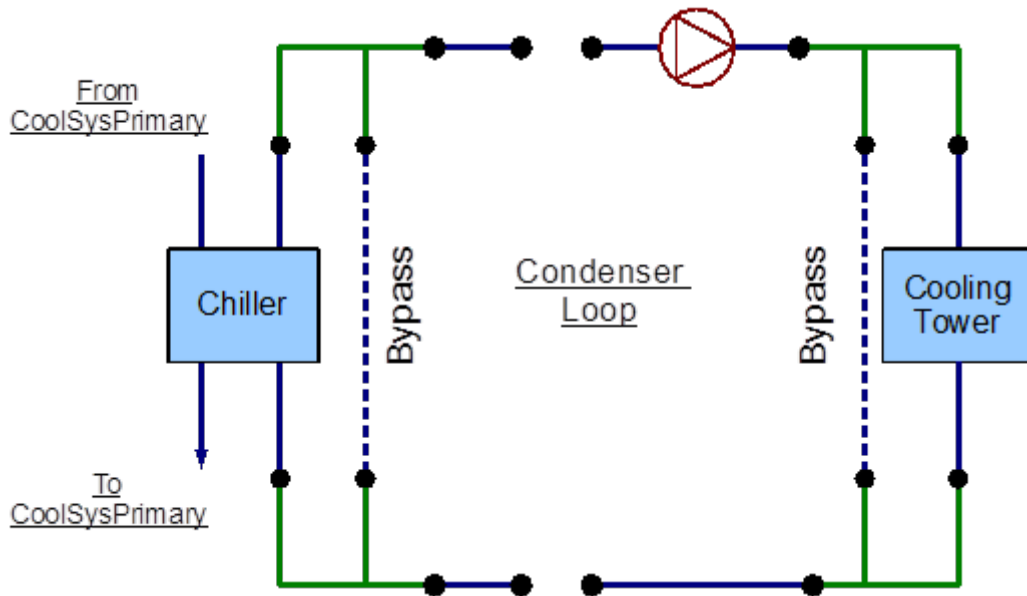 From
CoolSysPrimary
Chiller
Bypass
Condenser
Loop
Bypass
Cooling
Tower
To
CoolSysPrimary